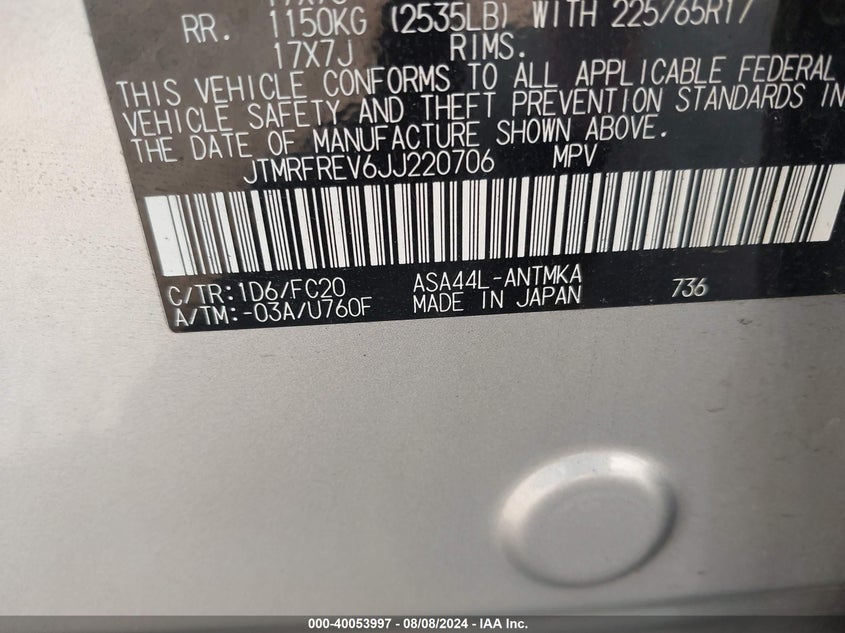 RR. 1150KG (2535LB) WITH 225/65R17
17X7J RIMS.
THIS VEHICLE CONFORMS TO ALL APPLICABLE FEDERAL
VEHICLE SAFETY AND THEFT PREVENTION STANDARDS IN
THE DATE OF MANUFACTURE SHOWN ABOVE.
JTMRFREV6JJ220706 MPV
C/TR:1D6/FC20 ASA44L-ANTMKA 736
A/TM:-03A/U760F MADE IN JAPAN
000-40053997 - 08/08/2024 - IAA Inc.